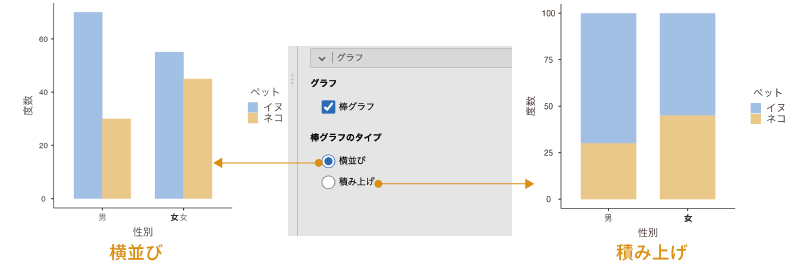 60
40
20
0
度数
男
女女
性別
ペット
イヌ
ネコ
横並び
グラフ
グラフ
棒グラフ
棒グラフのタイプ
横並び
積み上げ
100
75
50
25
0
度数
男
女
性別
ペット
イヌ
ネコ
積み上げ